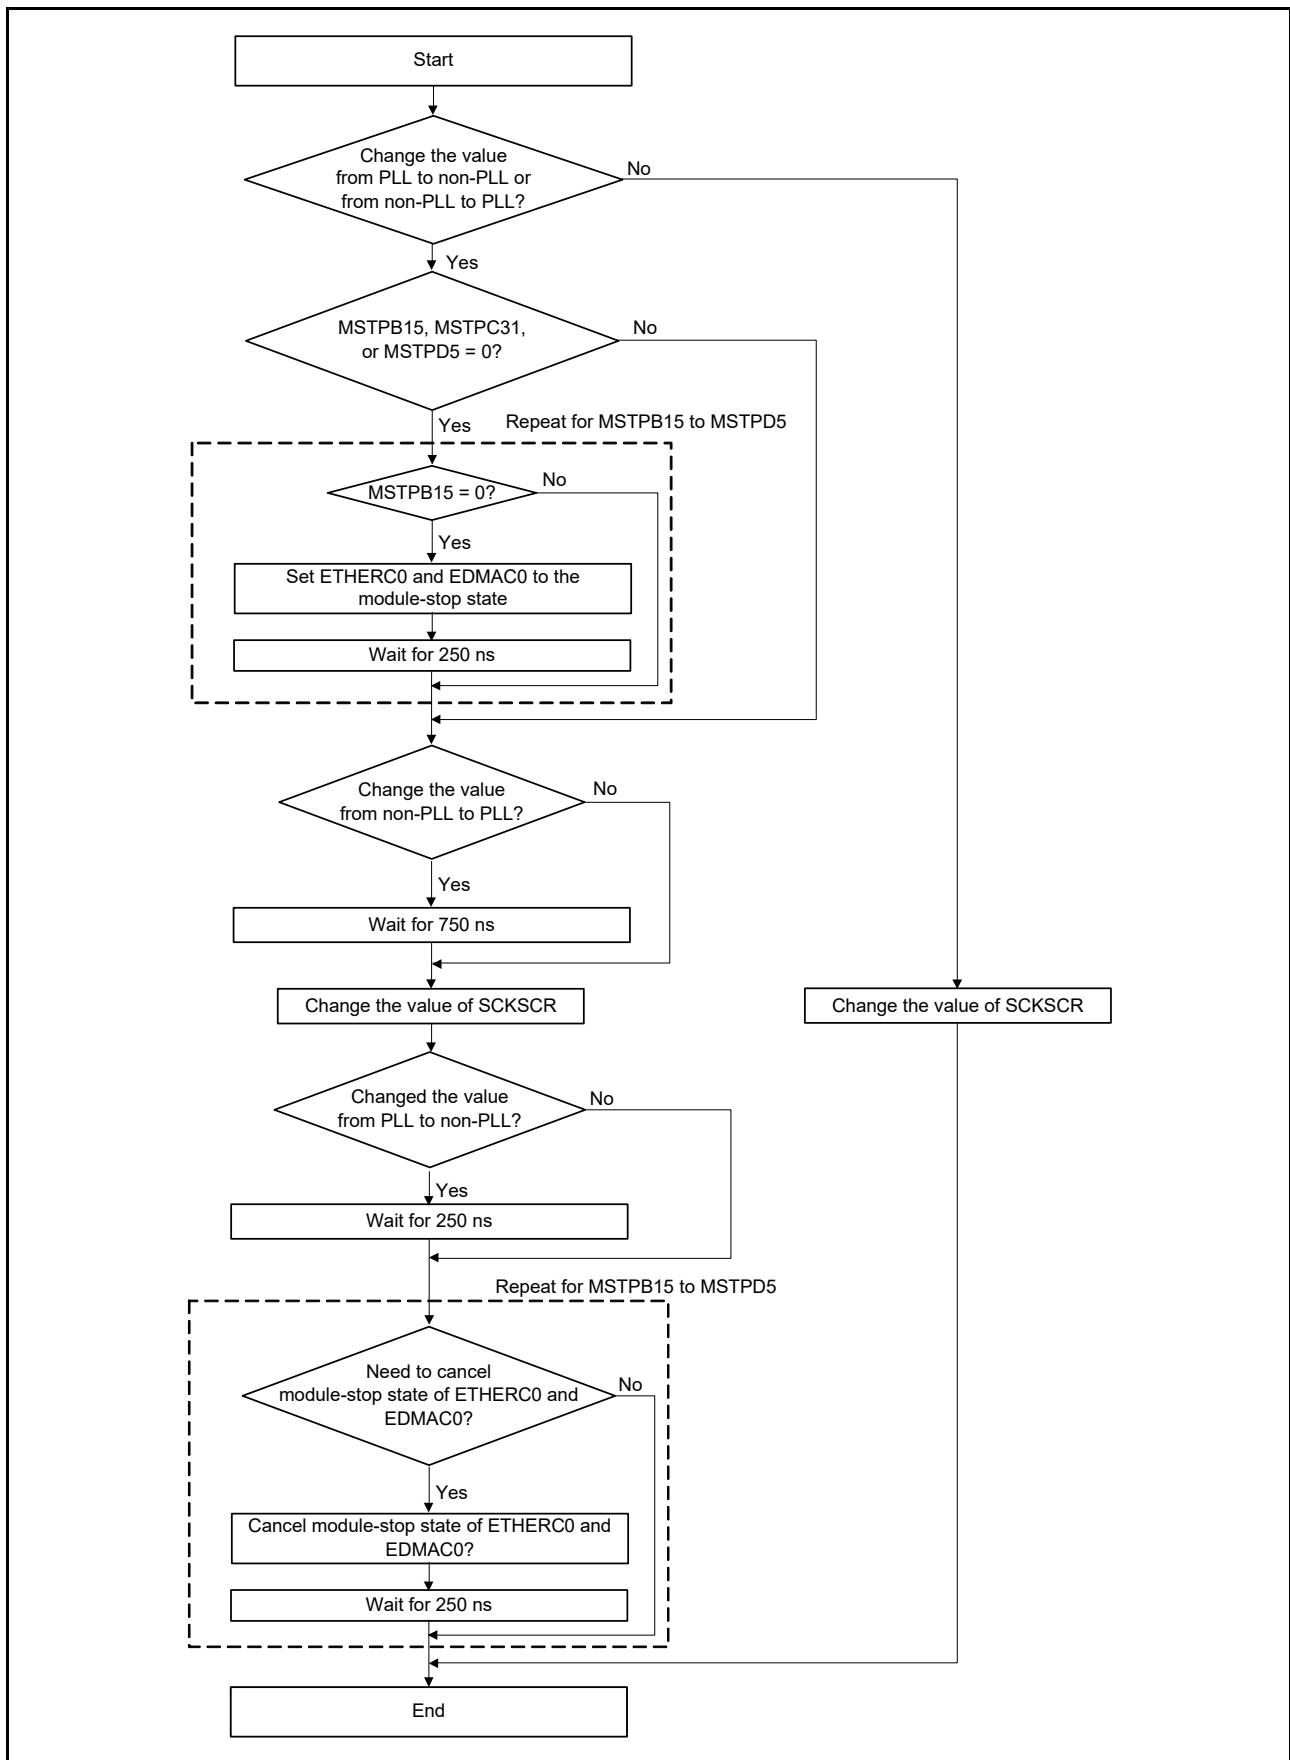 Start
Change the value
from PLL to non-PLL or
from non-PLL to PLL?
No
Yes
MSTPB15, MSTPC31,
or MSTPD5 = 0?
No
Yes
Repeat for MSTPB15 to MSTPD5
MSTPB15 = 0?
No
Yes
Set ETHERC0 and EDMAC0 to the
module-stop state
Wait for 250 ns
Change the value
from non-PLL to PLL?
No
Yes
Wait for 750 ns
Change the value of SCKSCR
Change the value of SCKSCR
Changed the value
from PLL to non-PLL?
No
Yes
Wait for 250 ns
Repeat for MSTPB15 to MSTPD5
Need to cancel
module-stop state of ETHERC0 and
EDMAC0?
No
Yes
Cancel module-stop state of ETHERC0 and
EDMAC0?
Wait for 250 ns
End